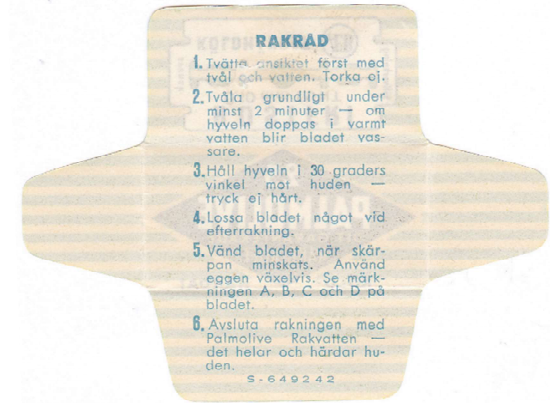 RAKRAD
1. Tvätta ansiktet först med
tvål och vatten. Torka ej.
2. Tvåla grundligt under
minst 2 minuter — om
hyveln doppas i varmt
vatten blir bladet vas-
sare.
3. Håll hyveln i 30 graders
vinkel mot huden —
tryck ej hårt.
4. Lossa bladet något vid
efterrakning.
5. Vänd bladet, när skär-
pan minskats. Använd
eggen växelvis. Se märk-
ningen A, B, C och D på
bladet.
6. Avsluta rakningen med
Palmolive Rakvatten —
det helar och härdar hu-
den.
S-649242